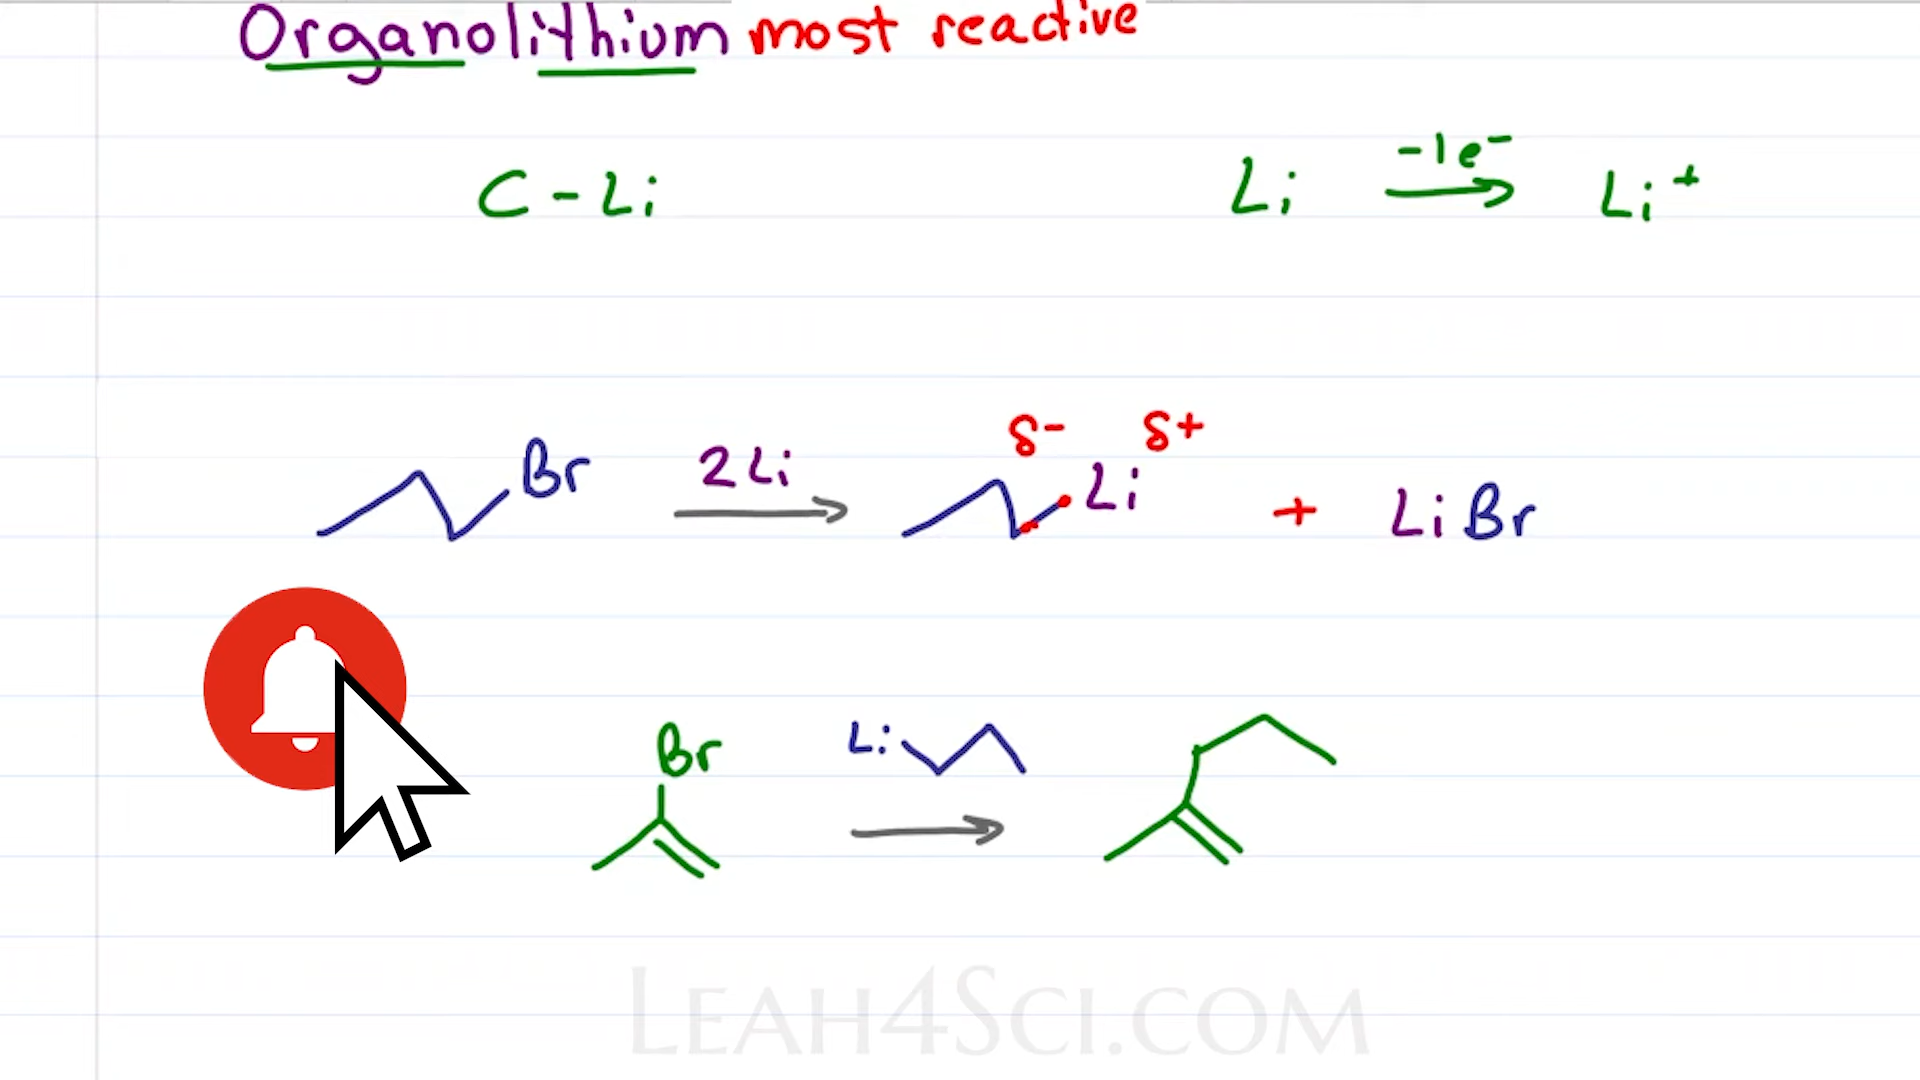 Organolithium most reactive
C - Li
Li -1e⁻ → Li⁺
δ- δ+
Br 2Li → Li + LiBr
Br Li →
LEAH4SCI.COM